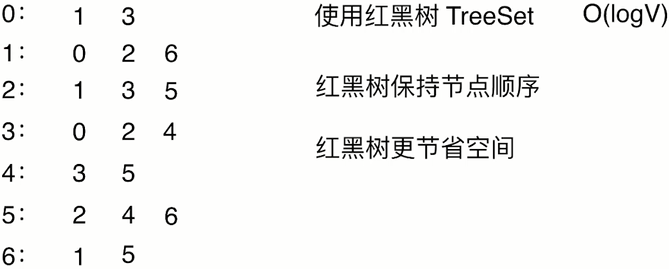 0: 1 3 使用红黑树 TreeSet O(logV)
1: 0 2 6
2: 1 3 5 红黑树保持节点顺序
3: 0 2 4 红黑树更节省空间
4: 3 5
5: 2 4 6
6: 1 5